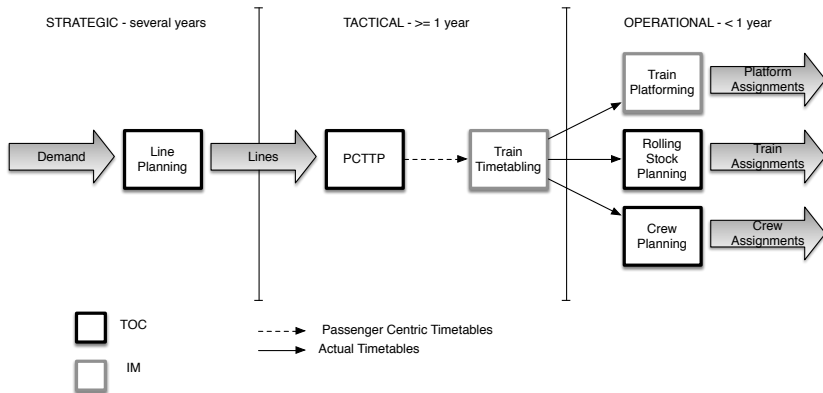 STRATEGIC - several years
TACTICAL - >= 1 year
OPERATIONAL - < 1 year
Demand
Line
Planning
Lines
PCTTP
Train
Timetabling
Train
Platforming
Platform
Assignments
Rolling
Stock
Planning
Train
Assignments
Crew
Planning
Crew
Assignments
TOC
IM
Passenger Centric Timetables
Actual Timetables